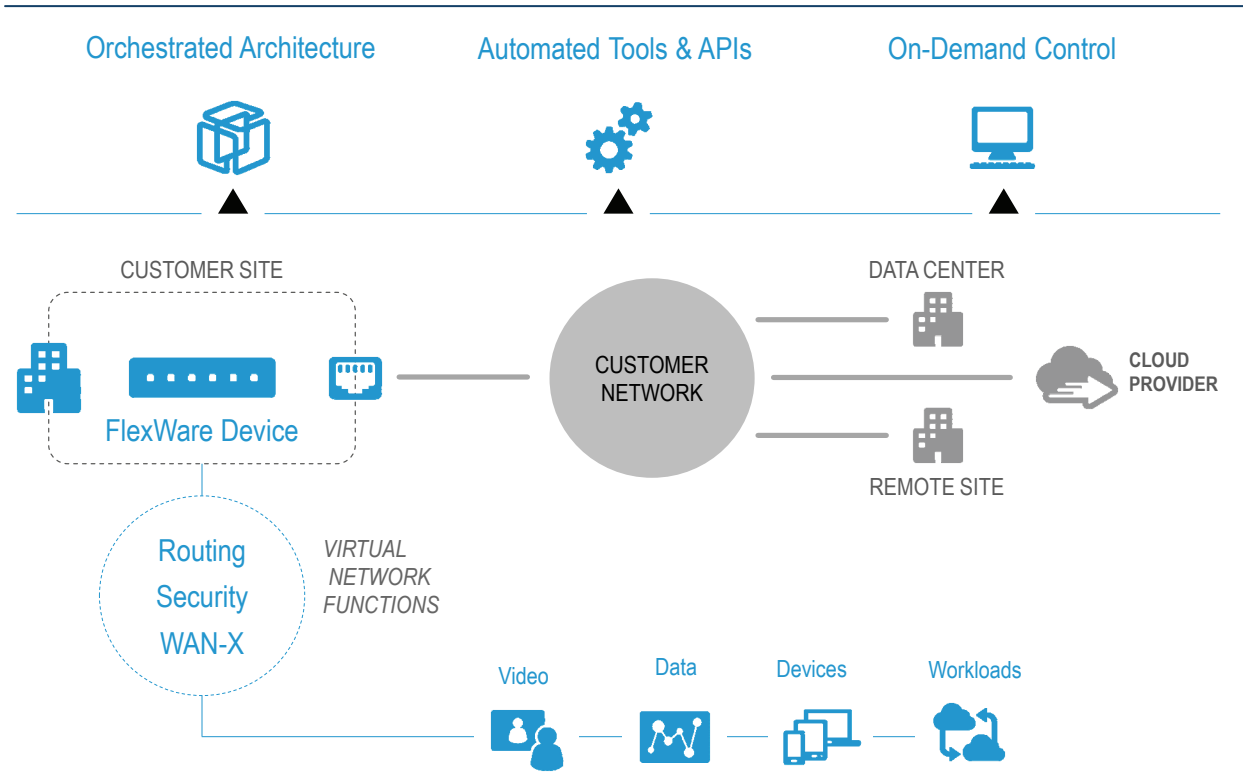 Orchestrated Architecture
Automated Tools & APIs
On-Demand Control
CUSTOMER SITE
DATA CENTER
CUSTOMER
NETWORK
CLOUD
PROVIDER
FlexWare Device
REMOTE SITE
Routing
Security
WAN-X
VIRTUAL
NETWORK
FUNCTIONS
Video
Data
Devices
Workloads